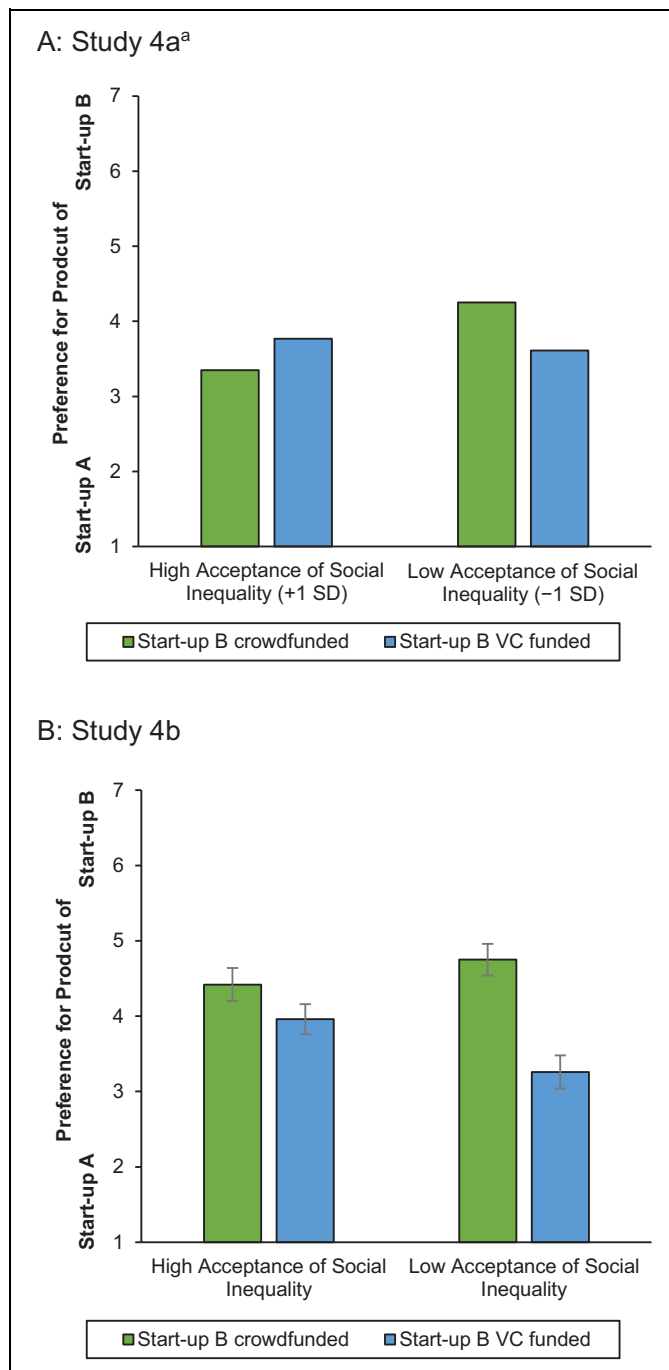 A: Study 4aᵃ
Preference for Prodcut of
Start-up A
Start-up B
7
6
5
4
3
2
1
High Acceptance of Social
Inequality (+1 SD)
Low Acceptance of Social
Inequality (−1 SD)
Start-up B crowdfunded
Start-up B VC funded
B: Study 4b
Preference for Prodcut of
Start-up A
Start-up B
7
6
5
4
3
2
1
High Acceptance of Social
Inequality
Low Acceptance of Social
Inequality
Start-up B crowdfunded
Start-up B VC funded